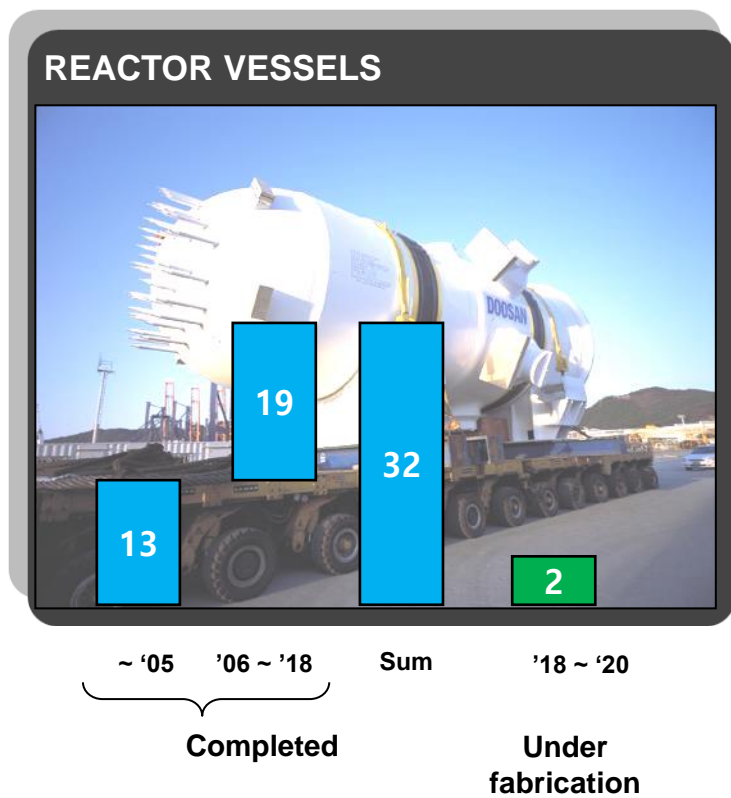 REACTOR VESSELS
DOOSAN
19
32
13
2
~ ‘05 ’06 ~ ’18 Sum ’18 ~ ‘20
Completed
Under
fabrication